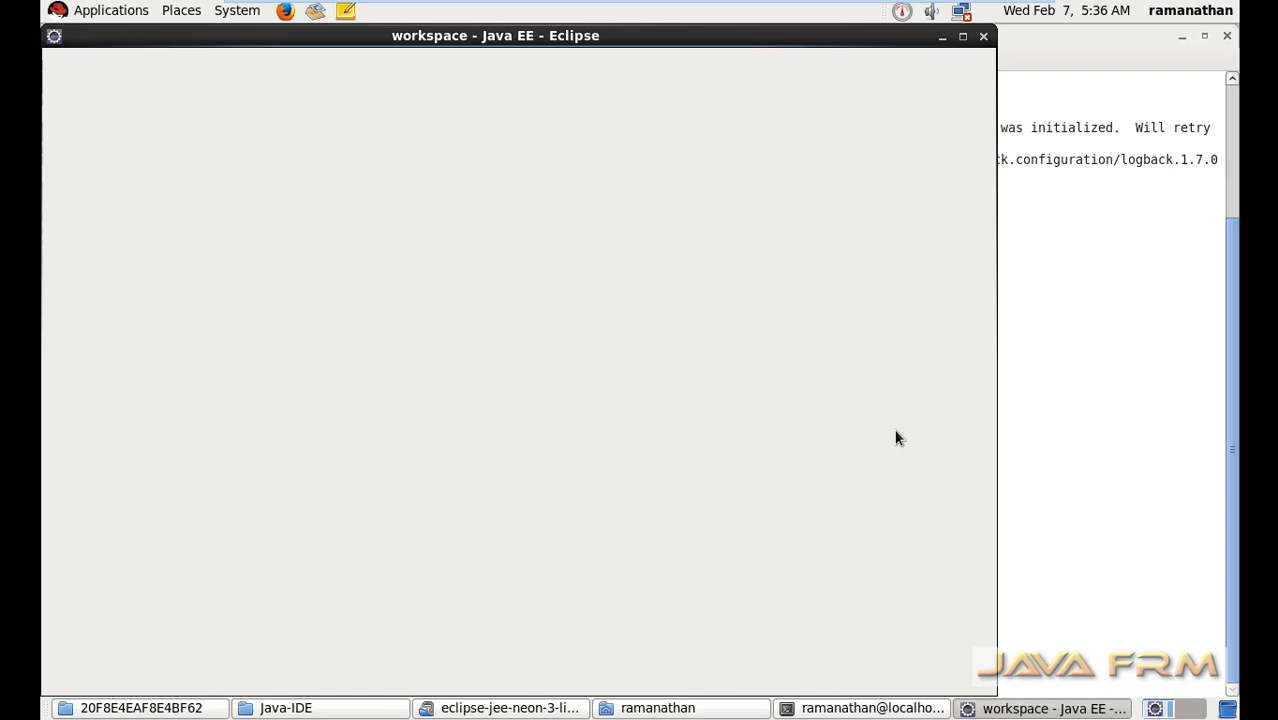 Applications Places System Wed Feb 7, 5:36 AM ramanathan
workspace - Java EE - Eclipse
was initialized. Will retry
ck.configuration/logback.1.7.0
JAVA FRM
20F8E4EAF8E4BF62 Java-IDE eclipse-jee-neon-3-li... ramanathan ramanathan@localho... workspace - Java EE -...